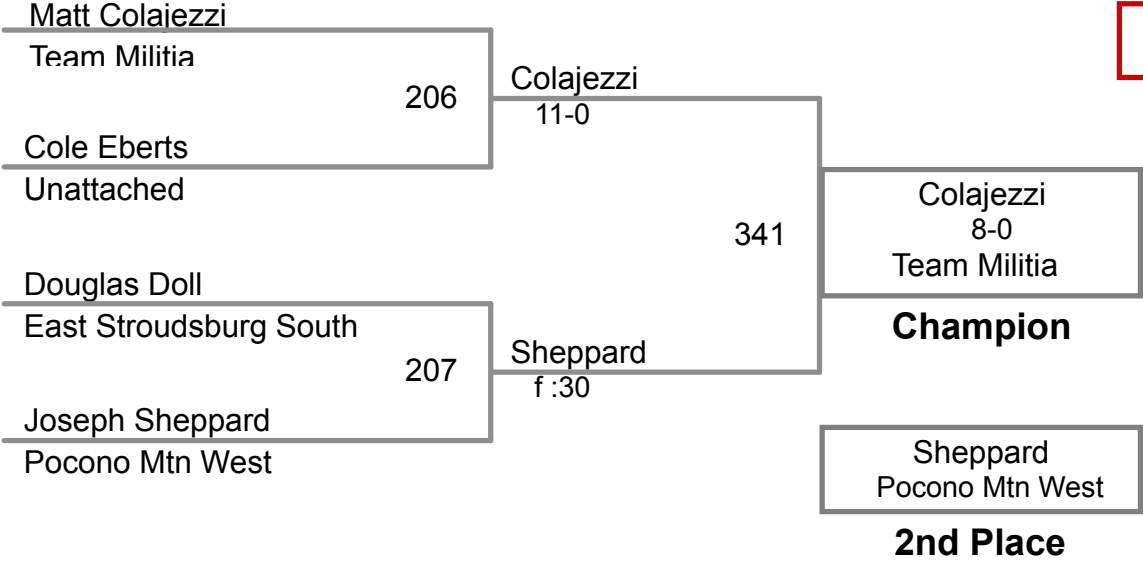 Matt Colajezzi
Team Militia
206
Colajezzi
11-0
Cole Eberts
Unattached
341
Colajezzi
8-0
Team Militia
Champion
Douglas Doll
East Stroudsburg South
207
Sheppard
f :30
Joseph Sheppard
Pocono Mtn West
Sheppard
Pocono Mtn West
2nd Place